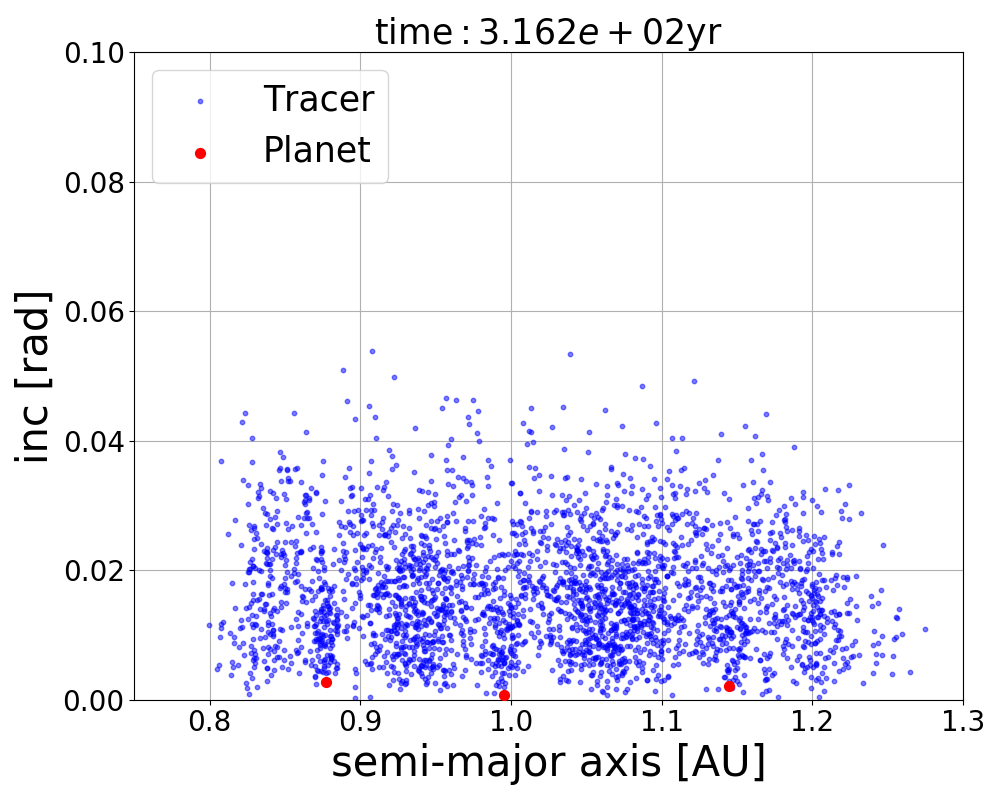 time : 3.162e + 02yr
0.10
0.08
0.06
0.04
0.02
0.00
inc [rad]
Tracer
Planet
0.8 0.9 1.0 1.1 1.2 1.3
semi-major axis [AU]